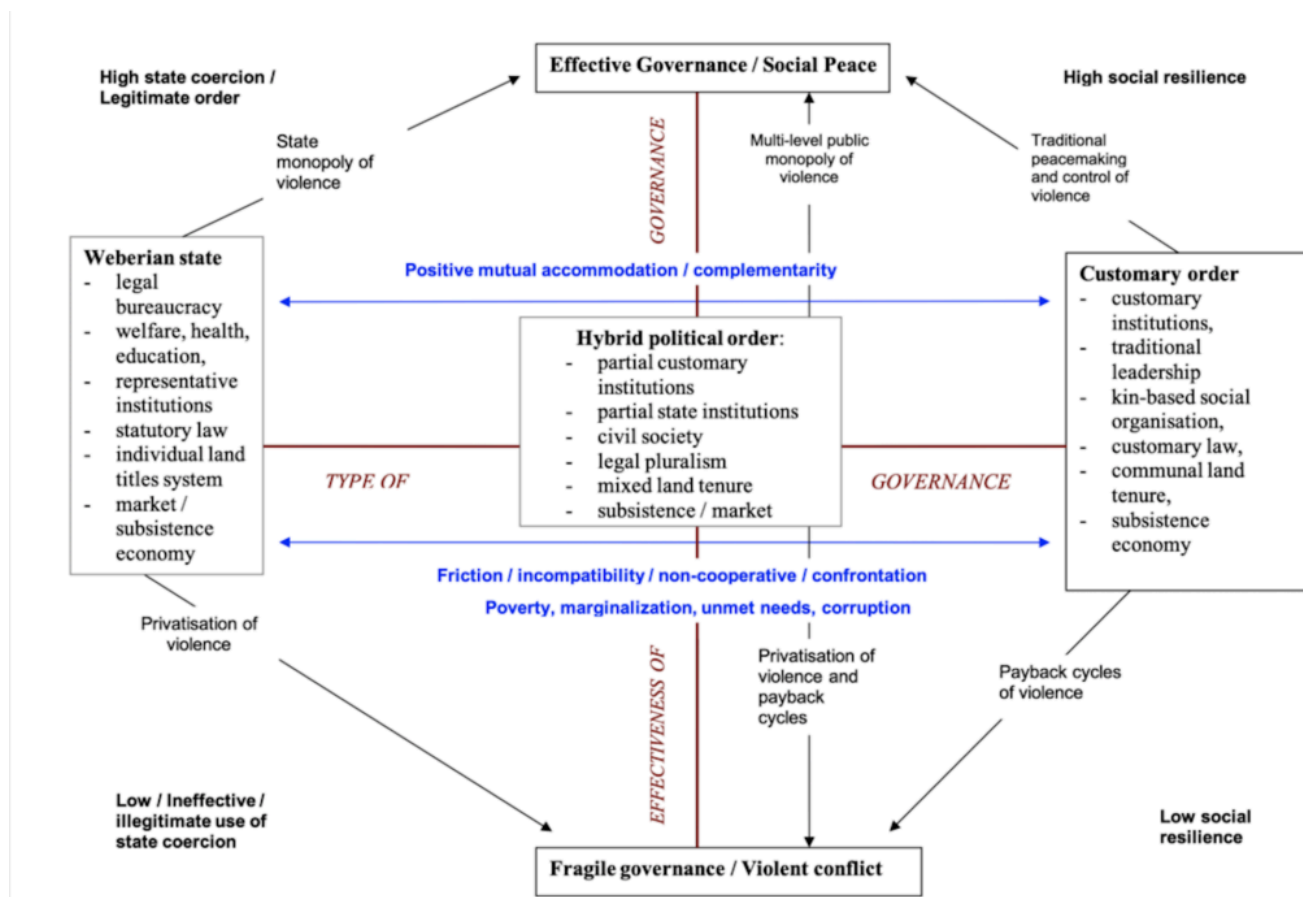 Effective Governance / Social Peace
High state coercion /
Legitimate order
High social resilience
State
monopoly of
violence
GOVERNANCE
Multi-level public
monopoly of
violence
Traditional
peacemaking
and control of
violence
Weberian state
- legal
bureaucracy
- welfare, health,
education,
- representative
institutions
- statutory law
- individual land
titles system
- market /
subsistence
economy
Positive mutual accommodation / complementarity
Customary order
- customary
institutions,
- traditional
leadership
- kin-based social
organisation,
- customary law,
- communal land
tenure,
- subsistence
economy
Hybrid political order:
- partial customary
institutions
- partial state institutions
- civil society
- legal pluralism
- mixed land tenure
- subsistence / market
TYPE OF
GOVERNANCE
Friction / incompatibility / non-cooperative / confrontation
Poverty, marginalization, unmet needs, corruption
Privatisation of
violence
EFFECTIVENESS OF
Privatisation of
violence and
payback
cycles
Payback cycles
of violence
Low / Ineffective /
illegitimate use of
state coercion
Low social
resilience
Fragile governance / Violent conflict